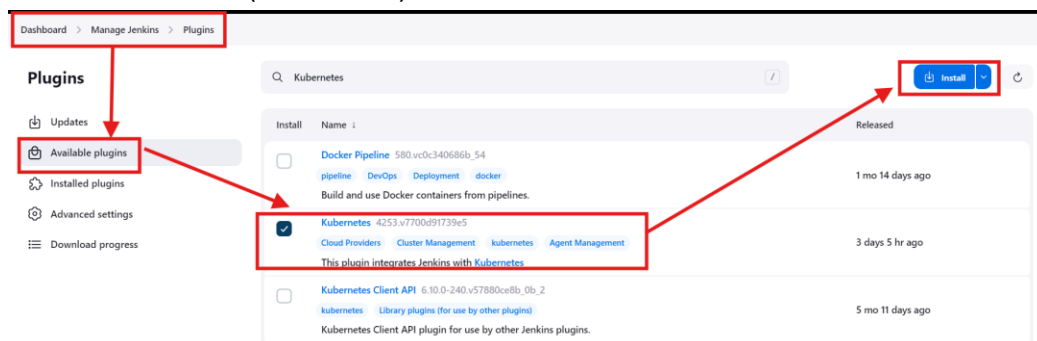 Dashboard > Manage Jenkins > Plugins
Plugins
Kubernetes
/
Install
Updates
Available plugins
Installed plugins
Advanced settings
Download progress
Install Name ↓ Released
Docker Pipeline 580.vc0c340686b_54
pipeline DevOps Deployment docker
Build and use Docker containers from pipelines.
1 mo 14 days ago
Kubernetes 4253.v7700d91739e5
Cloud Providers Cluster Management kubernetes Agent Management
This plugin integrates Jenkins with Kubernetes
3 days 5 hr ago
Kubernetes Client API 6.10.0-240.v57880ce8b_0b_2
kubernetes Library plugins (for use by other plugins)
Kubernetes Client API plugin for use by other Jenkins plugins.
5 mo 11 days ago